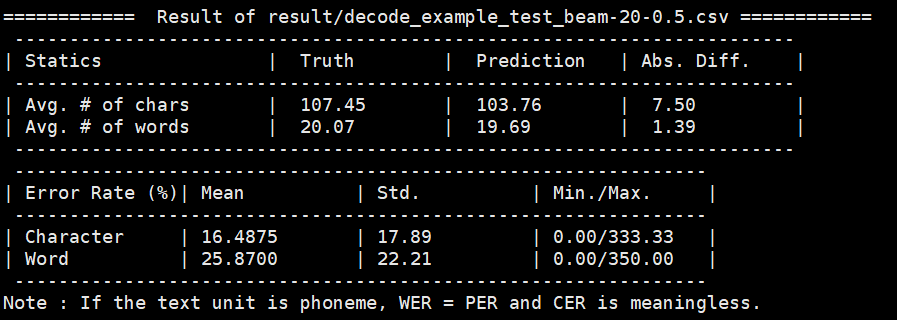 ============ Result of result/decode_example_test_beam-20-0.5.csv ============
-----------------------------------------------------------------------
| Statics | Truth | Prediction | Abs. Diff. |
-----------------------------------------------------------------------
| Avg. # of chars | 107.45 | 103.76 | 7.50 |
| Avg. # of words | 20.07 | 19.69 | 1.39 |
-----------------------------------------------------------------------
---------------------------------------------------------------
| Error Rate (%)| Mean | Std. | Min./Max. |
---------------------------------------------------------------
| Character | 16.4875 | 17.89 | 0.00/333.33 |
| Word | 25.8700 | 22.21 | 0.00/350.00 |
---------------------------------------------------------------
Note : If the text unit is phoneme, WER = PER and CER is meaningless.